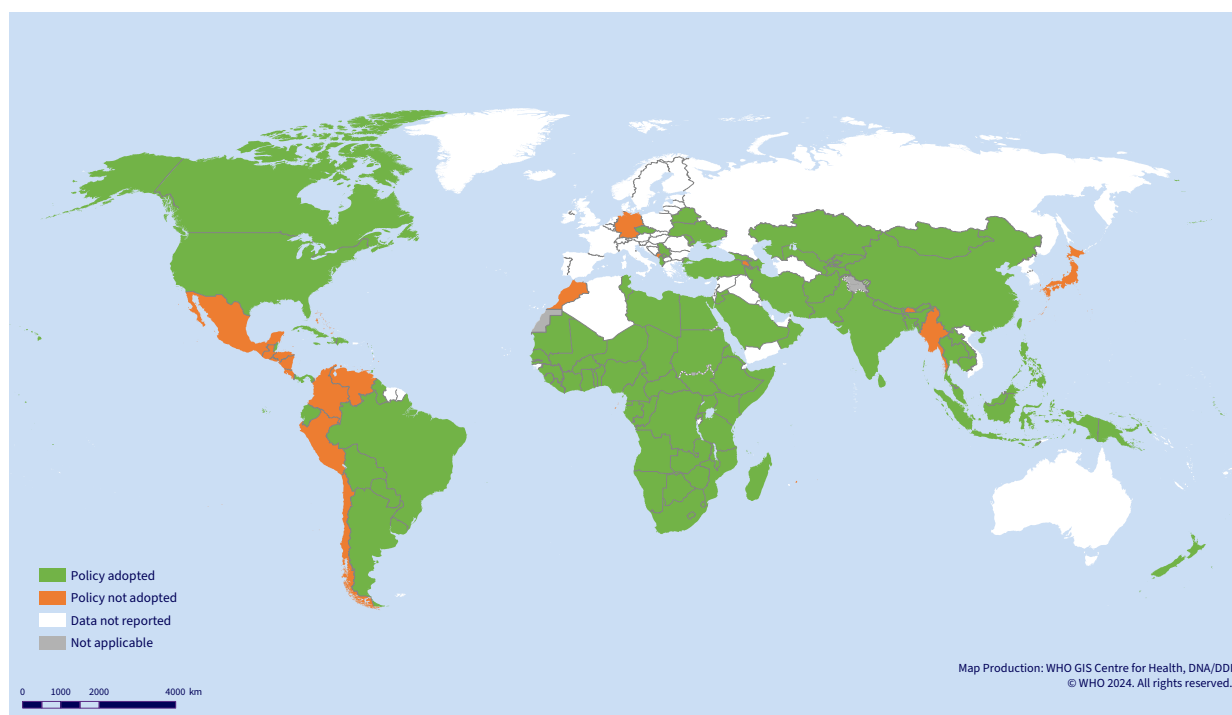 Policy adopted
Policy not adopted
Data not reported
Not applicable
0 1000 2000 4000 km
Map Production: WHO GIS Centre for Health, DNA/DDI
© WHO 2024. All rights reserved.